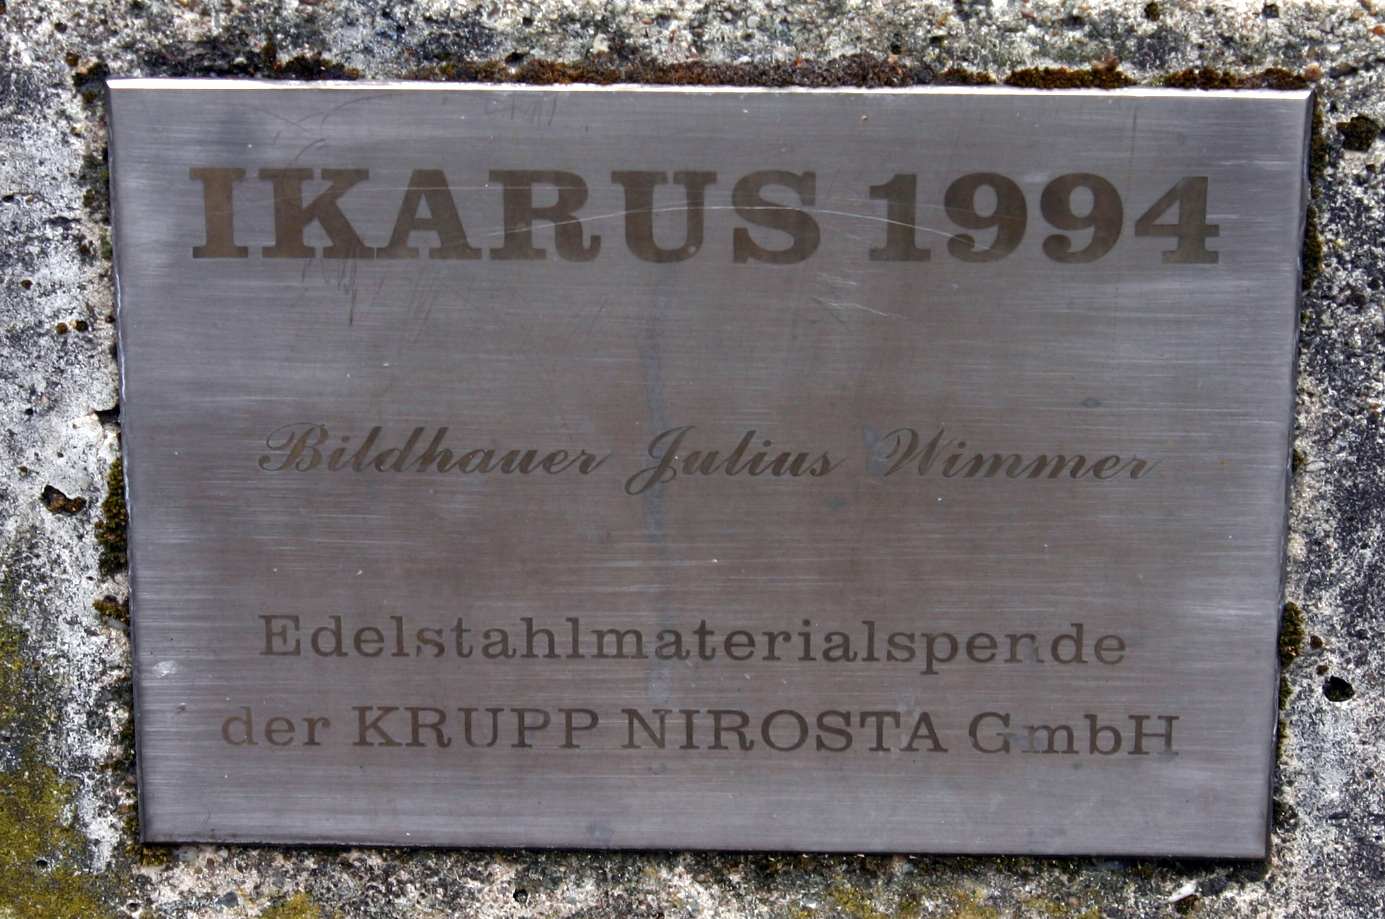 IKARUS 1994
Bildhauer Julius Wimmer
Edelstahlmaterialspende
der KRUPP NIROSTA GmbH